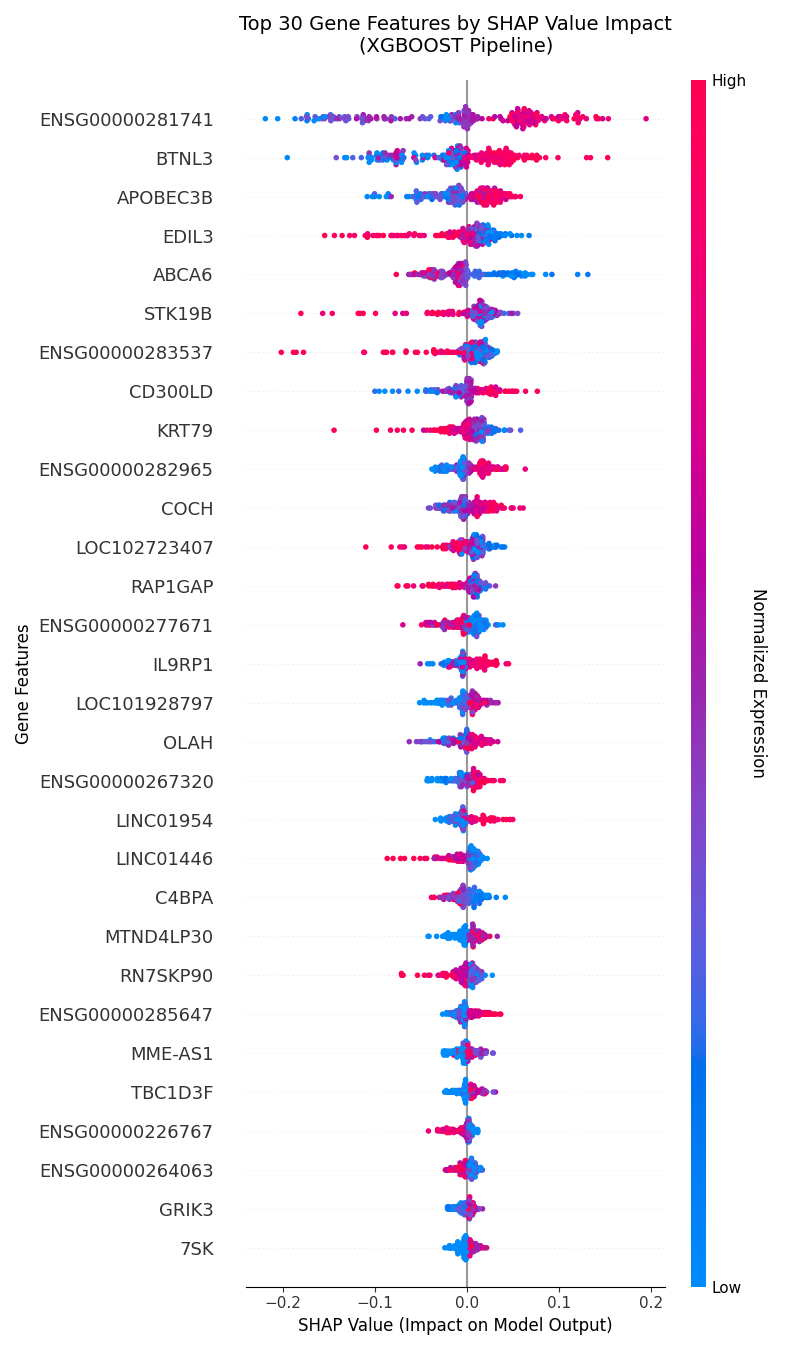 Top 30 Gene Features by SHAP Value Impact
(XGBOOST Pipeline)
High
ENSG00000281741
BTNL3
APOBEC3B
EDIL3
ABCA6
STK19B
ENSG00000283537
CD300LD
KRT79
ENSG00000282965
COCH
LOC102723407
RAP1GAP
ENSG00000277671
IL9RP1
LOC101928797
OLAH
ENSG00000267320
LINC01954
LINC01446
C4BPA
MTND4LP30
RN7SKP90
ENSG00000285647
MME-AS1
TBC1D3F
ENSG00000226767
ENSG00000264063
GRIK3
7SK
Gene Features
Normalized Expression
Low
−0.2 −0.1 0.0 0.1 0.2
SHAP Value (Impact on Model Output)